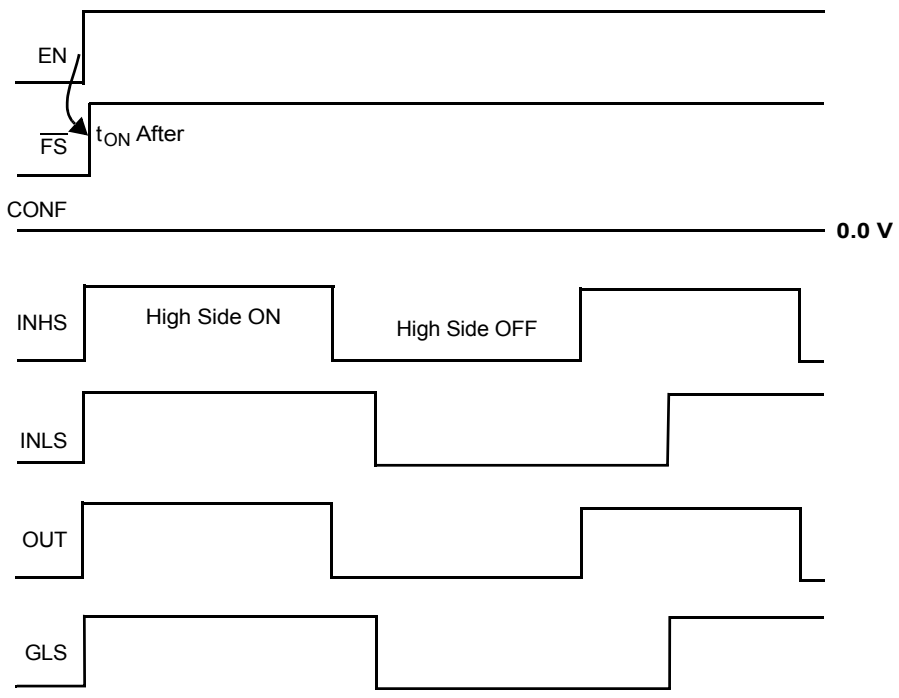 EN
FS
tON After
CONF
0.0 V
INHS
High Side ON
High Side OFF
INLS
OUT
GLS